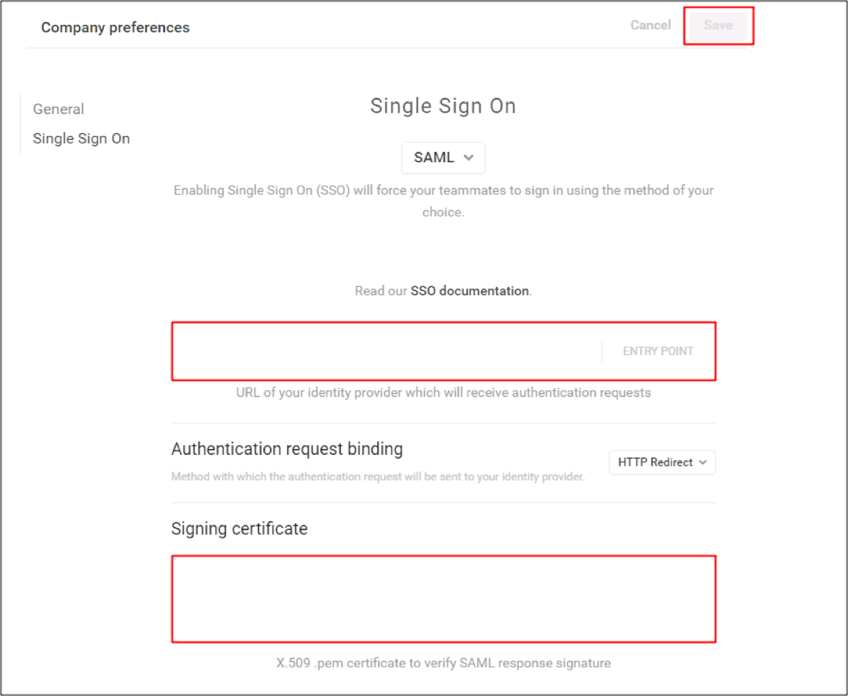 Company preferences
Cancel
Save
General
Single Sign On
Single Sign On
SAML
Enabling Single Sign On (SSO) will force your teammates to sign in using the method of your
choice.
Read our SSO documentation.
ENTRY POINT
URL of your identity provider which will receive authentication requests
Authentication request binding
HTTP Redirect
Method with which the authentication request will be sent to your identity provider.
Signing certificate
X.509 .pem certificate to verify SAML response signature